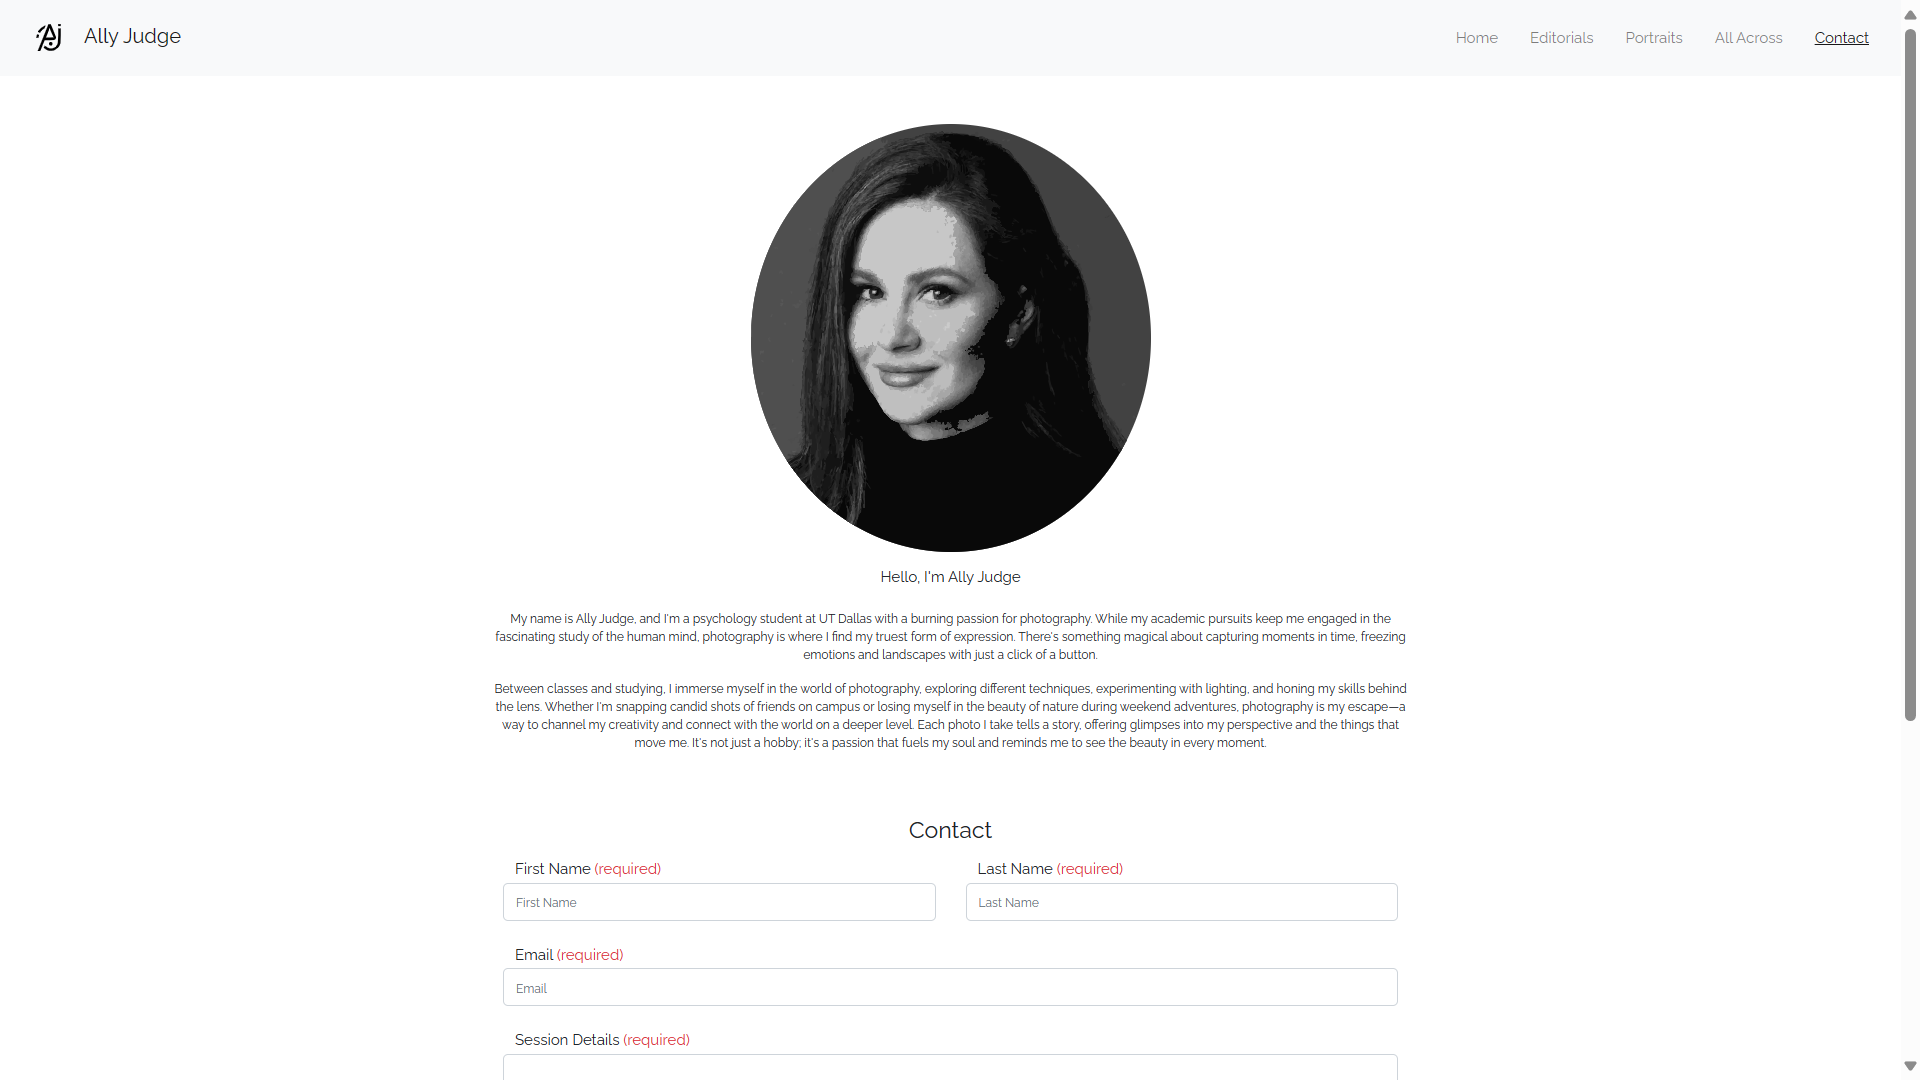 AJ
Ally Judge
Home
Editorials
Portraits
All Across
Contact
Hello, I'm Ally Judge
My name is Ally Judge, and I'm a psychology student at UT Dallas with a burning passion for photography. While my academic pursuits keep me engaged in the
fascinating study of the human mind, photography is where I find my truest form of expression. There's something magical about capturing moments in time, freezing
emotions and landscapes with just a click of a button.
Between classes and studying, I immerse myself in the world of photography, exploring different techniques, experimenting with lighting, and honing my skills behind
the lens. Whether I'm snapping candid shots of friends on campus or losing myself in the beauty of nature during weekend adventures, photography is my escape—a
way to channel my creativity and connect with the world on a deeper level. Each photo I take tells a story, offering glimpses into my perspective and the things that
move me. It's not just a hobby; it's a passion that fuels my soul and reminds me to see the beauty in every moment.
Contact
First Name (required)
Last Name (required)
First Name
Last Name
Email (required)
Email
Session Details (required)